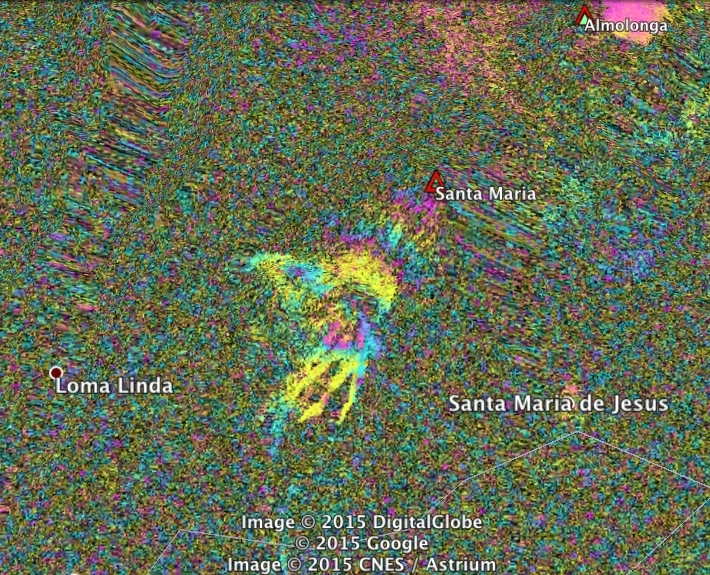 Almolonga
Santa Maria
Loma Linda
Santa Maria de Jesus
Image © 2015 DigitalGlobe
© 2015 Google
Image © 2015 CNES / Astrium